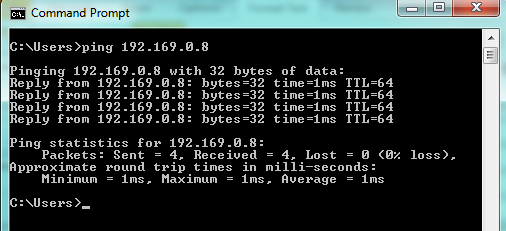 Command Prompt
C:\Users>ping 192.169.0.8
Pinging 192.169.0.8 with 32 bytes of data:
Reply from 192.169.0.8: bytes=32 time=1ms TTL=64
Reply from 192.169.0.8: bytes=32 time=1ms TTL=64
Reply from 192.169.0.8: bytes=32 time=1ms TTL=64
Reply from 192.169.0.8: bytes=32 time=1ms TTL=64
Ping statistics for 192.169.0.8:
    Packets: Sent = 4, Received = 4, Lost = 0 (0% loss),
Approximate round trip times in milli-seconds:
    Minimum = 1ms, Maximum = 1ms, Average = 1ms
C:\Users>_